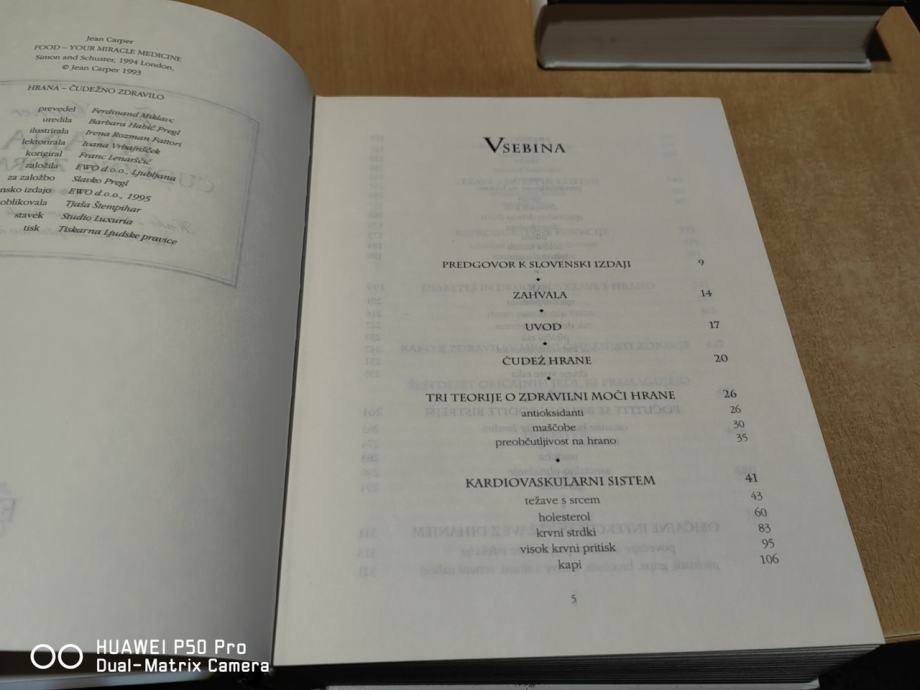 Jean Carper
FOOD – YOUR MIRACLE MEDICINE
Simon and Schuster, 1994 London,
© Jean Carper 1993
HRANA – ČUDEŽNO ZDRAVILO
prevedel Ferdinand Miklavc
uredila Barbara Habič Pregl
ilustrirala Irena Rozman Fattori
lektorirala Ivana Vrbajnšček
korigiral Franc Lenarščič
založila EWO d.o.o., Ljubljana
za založbo Slavko Pregl
nsko izdajo EWO d.o.o., 1995
oblikovala Tjaša Štempihar
stavek Studio Luxuria
tisk Tiskarna Ljudske pravice
VSEBINA
PREDGOVOR K SLOVENSKI IZDAJI 9
ZAHVALA 14
UVOD 17
ČUDEŽ HRANE 20
TRI TEORIJE O ZDRAVILNI MOČI HRANE 26
antioksidanti 26
maščobe 30
preobčutljivost na hrano 35
KARDIOVASKULARNI SISTEM 41
težave s srcem 43
holesterol 60
krvni strdki 83
visok krvni pritisk 95
kapi 106
5
HUAWEI P50 Pro
Dual-Matrix Camera